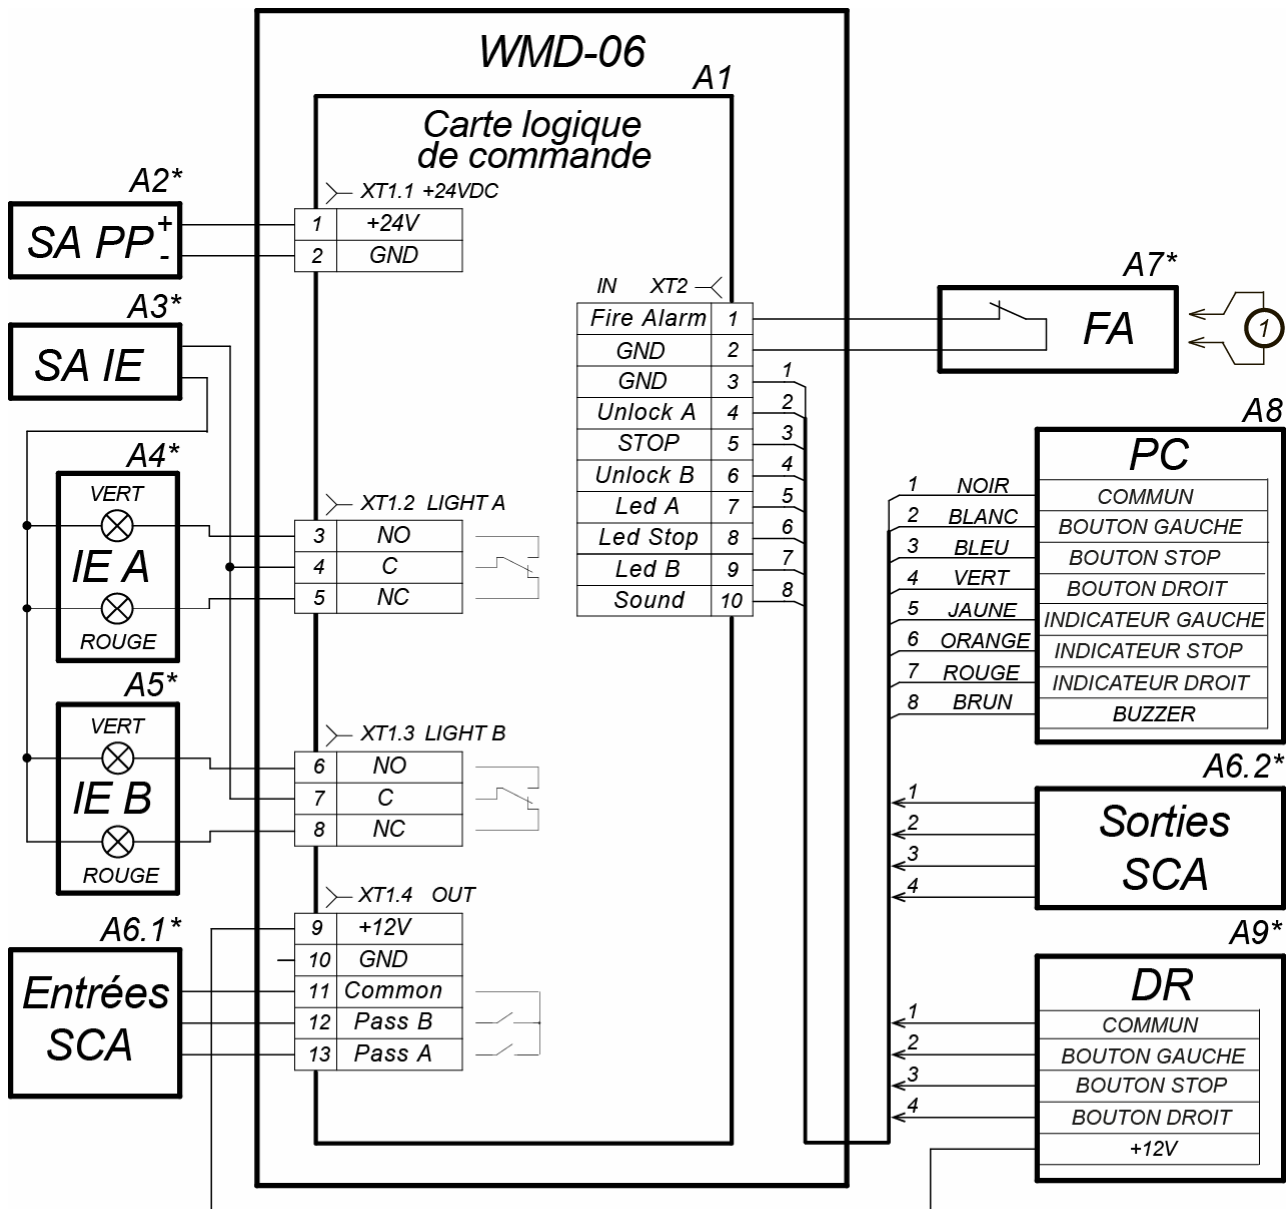 WMD-06
A1
Carte logique
de commande
A2*
SA PP + -
XT1.1 +24VDC
1 +24V
2 GND
A3*
SA IE
A4*
VERT
IE A
ROUGE
XT1.2 LIGHT A
3 NO
4 C
5 NC
A5*
VERT
IE B
ROUGE
XT1.3 LIGHT B
6 NO
7 C
8 NC
A6.1*
Entrées
SCA
XT1.4 OUT
9 +12V
10 GND
11 Common
12 Pass B
13 Pass A
IN XT2
Fire Alarm 1
GND 2
GND 3 1
Unlock A 4 2
STOP 5 3
Unlock B 6 4
Led A 7 5
Led Stop 8 6
Led B 9 7
Sound 10 8
A7*
FA
1
A8
PC
1 NOIR COMMUN
2 BLANC BOUTON GAUCHE
3 BLEU BOUTON STOP
4 VERT BOUTON DROIT
5 JAUNE INDICATEUR GAUCHE
6 ORANGE INDICATEUR STOP
7 ROUGE INDICATEUR DROIT
8 BRUN BUZZER
A6.2*
Sorties
SCA
1
2
3
4
A9*
DR
1 COMMUN
2 BOUTON GAUCHE
3 BOUTON STOP
4 BOUTON DROIT
+12V